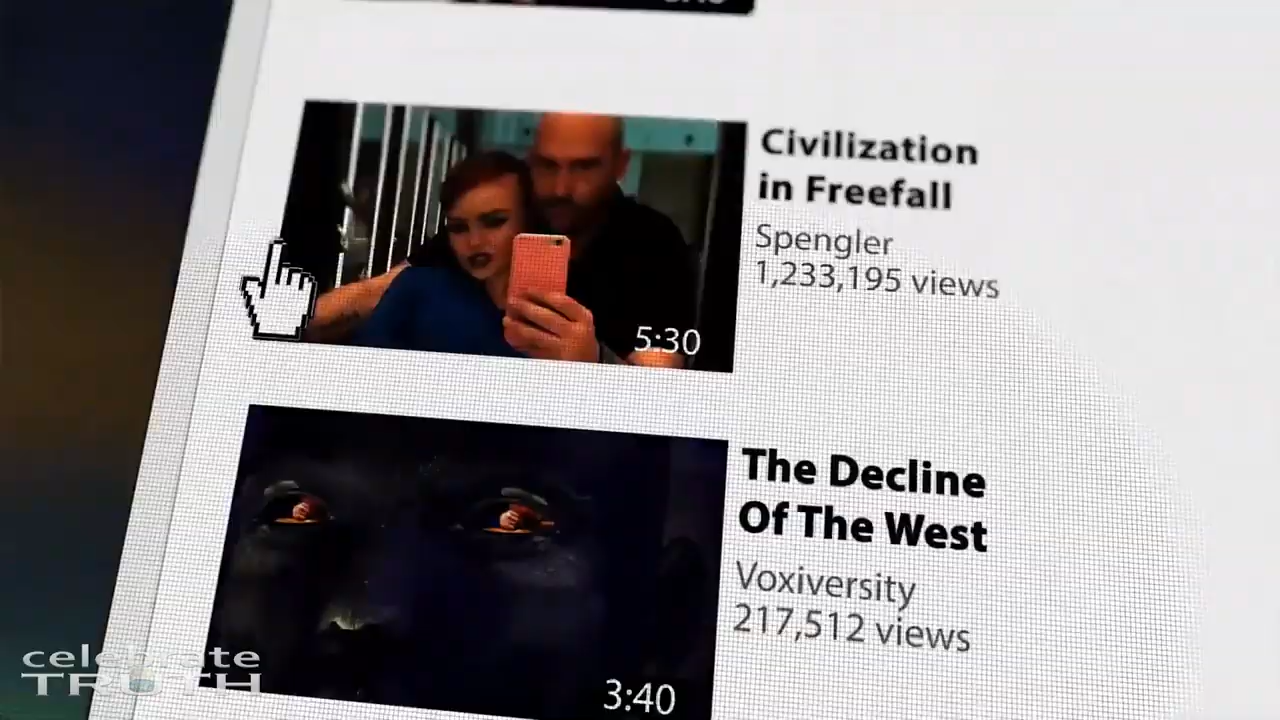 Civilization
in Freefall
Spengler
1,233,195 views
5:30
The Decline
Of The West
Voxiversity
217,512 views
3:40
celebrate
TRUTH